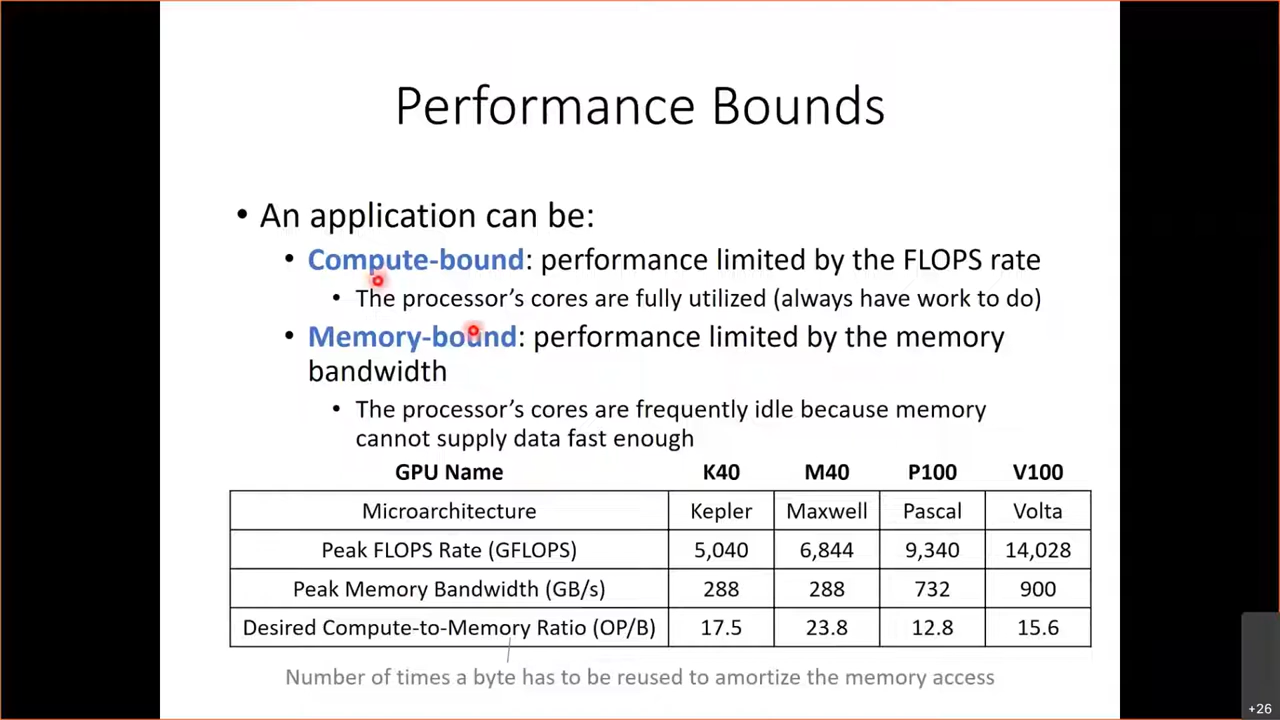 Performance Bounds
• An application can be:
• Compute-bound: performance limited by the FLOPS rate
• The processor's cores are fully utilized (always have work to do)
• Memory-bound: performance limited by the memory
bandwidth
• The processor's cores are frequently idle because memory
cannot supply data fast enough
GPU Name K40 M40 P100 V100
Microarchitecture Kepler Maxwell Pascal Volta
Peak FLOPS Rate (GFLOPS) 5,040 6,844 9,340 14,028
Peak Memory Bandwidth (GB/s) 288 288 732 900
Desired Compute-to-Memory Ratio (OP/B) 17.5 23.8 12.8 15.6
Number of times a byte has to be reused to amortize the memory access
+26